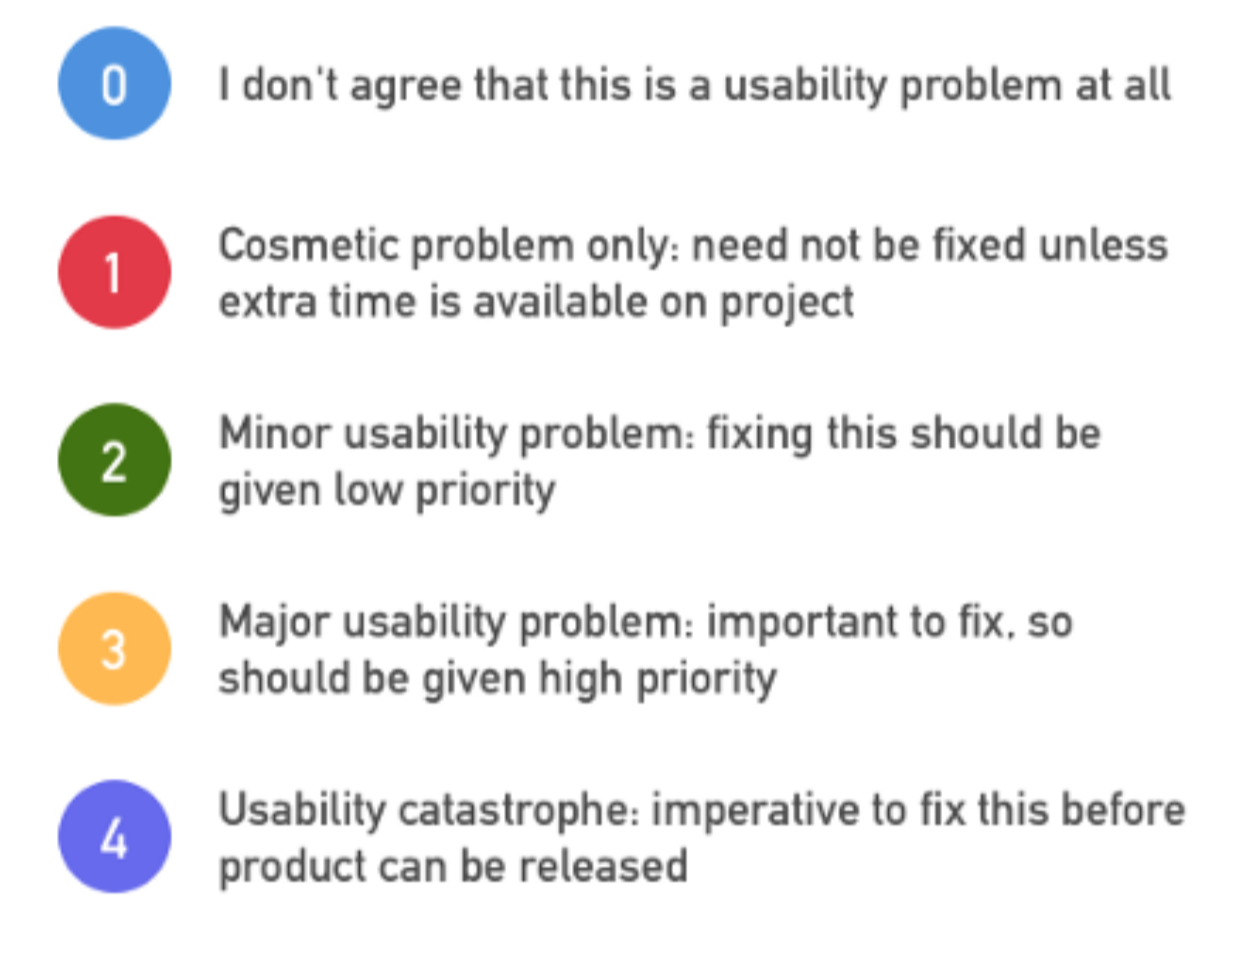 0 I don't agree that this is a usability problem at all
1 Cosmetic problem only: need not be fixed unless
extra time is available on project
2 Minor usability problem: fixing this should be
given low priority
3 Major usability problem: important to fix, so
should be given high priority
4 Usability catastrophe: imperative to fix this before
product can be released